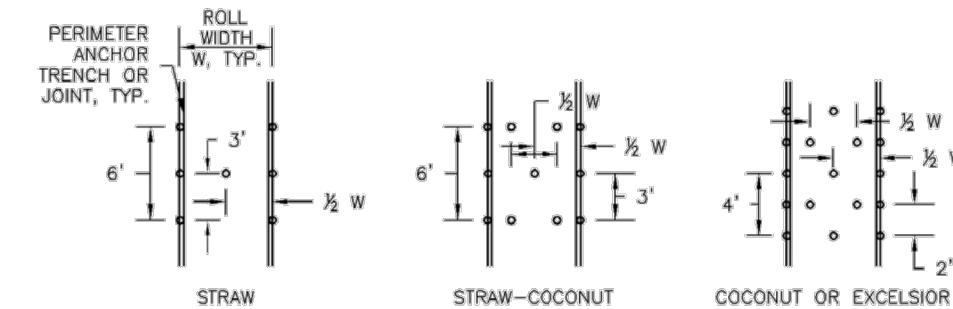 PERIMETER
ANCHOR
TRENCH OR
JOINT, TYP.
ROLL
WIDTH
W, TYP.
6'
3'
½ W
STRAW
½ W
½ W
6'
3'
STRAW-COCONUT
½ W
½ W
4'
2'
COCONUT OR EXCELSIOR